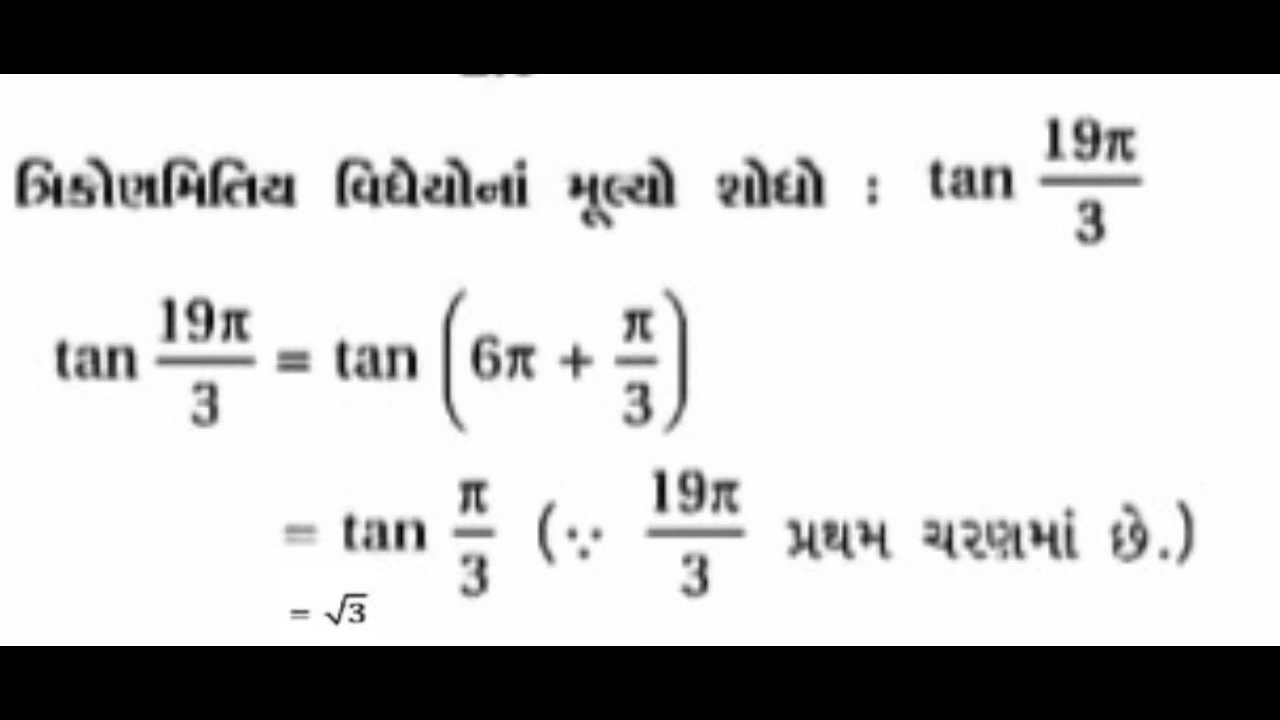 ત્રિકોણમિતિય વિધેયોનાં મૂલ્યો શોધો : tan 19π/3
tan 19π/3 = tan (6π + π/3)
= tan π/3 (∵ 19π/3 પ્રથમ ચરણમાં છે.)
= √3